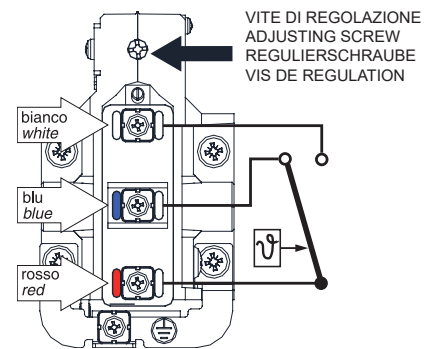 VITE DI REGOLAZIONE
ADJUSTING SCREW
REGULIERSCHRAUBE
VIS DE REGULATION
bianco
white
blu
blue
ϑ
rosso
red